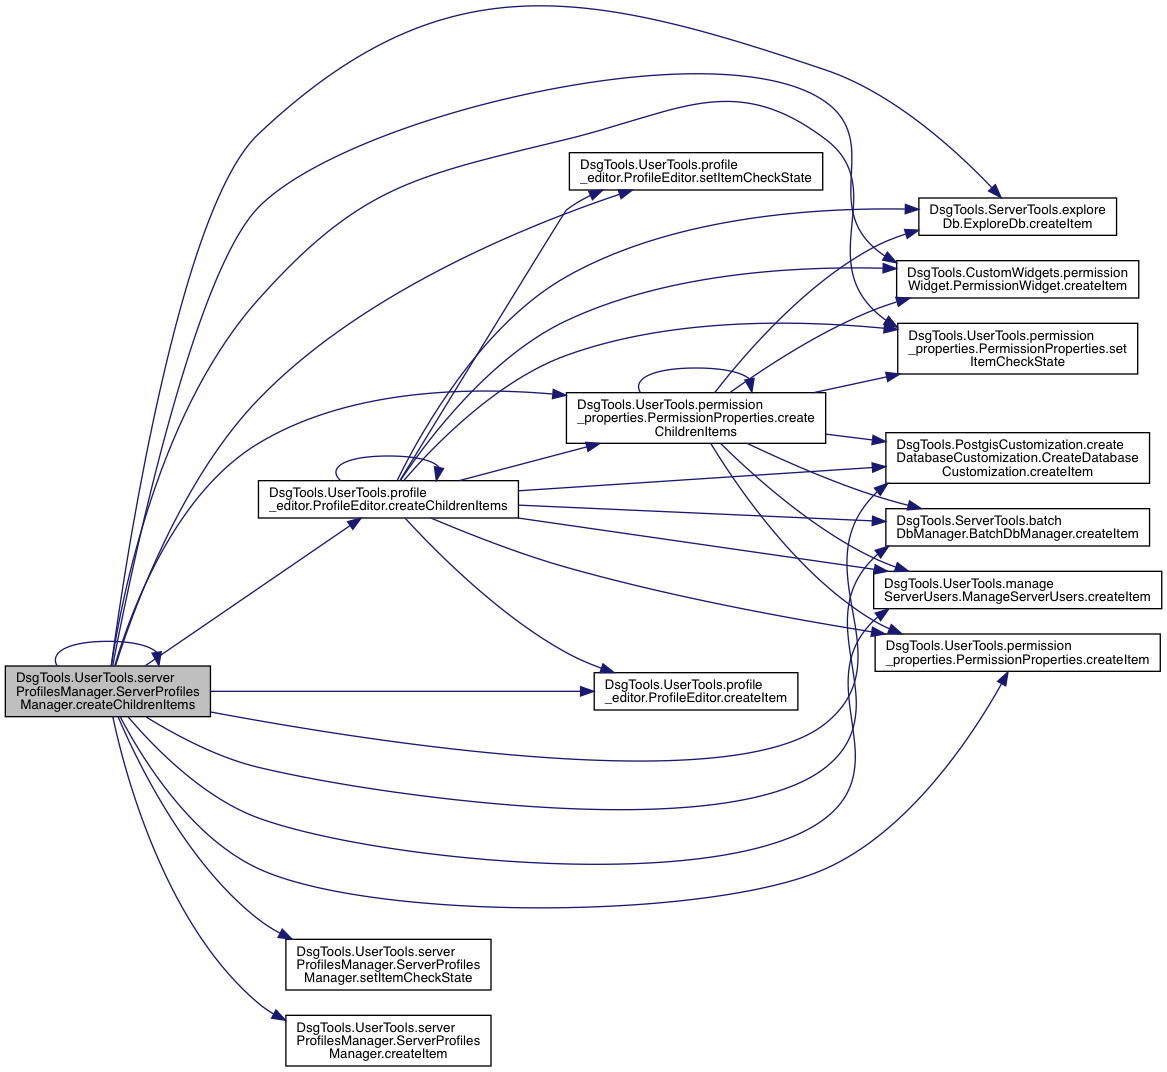 DsgTools.UserTools.profile
_editor.ProfileEditor.setItemCheckState
DsgTools.ServerTools.explore
Db.ExploreDb.createItem
DsgTools.CustomWidgets.permission
Widget.PermissionWidget.createItem
DsgTools.UserTools.permission
_properties.PermissionProperties.set
ItemCheckState
DsgTools.UserTools.permission
_properties.PermissionProperties.create
ChildrenItems
DsgTools.PostgisCustomization.create
DatabaseCustomization.CreateDatabase
Customization.createItem
DsgTools.UserTools.profile
_editor.ProfileEditor.createChildrenItems
DsgTools.ServerTools.batch
DbManager.BatchDbManager.createItem
DsgTools.UserTools.manage
ServerUsers.ManageServerUsers.createItem
DsgTools.UserTools.permission
_properties.PermissionProperties.createItem
DsgTools.UserTools.server
ProfilesManager.ServerProfiles
Manager.createChildrenItems
DsgTools.UserTools.profile
_editor.ProfileEditor.createItem
DsgTools.UserTools.server
ProfilesManager.ServerProfiles
Manager.setItemCheckState
DsgTools.UserTools.server
ProfilesManager.ServerProfiles
Manager.createItem